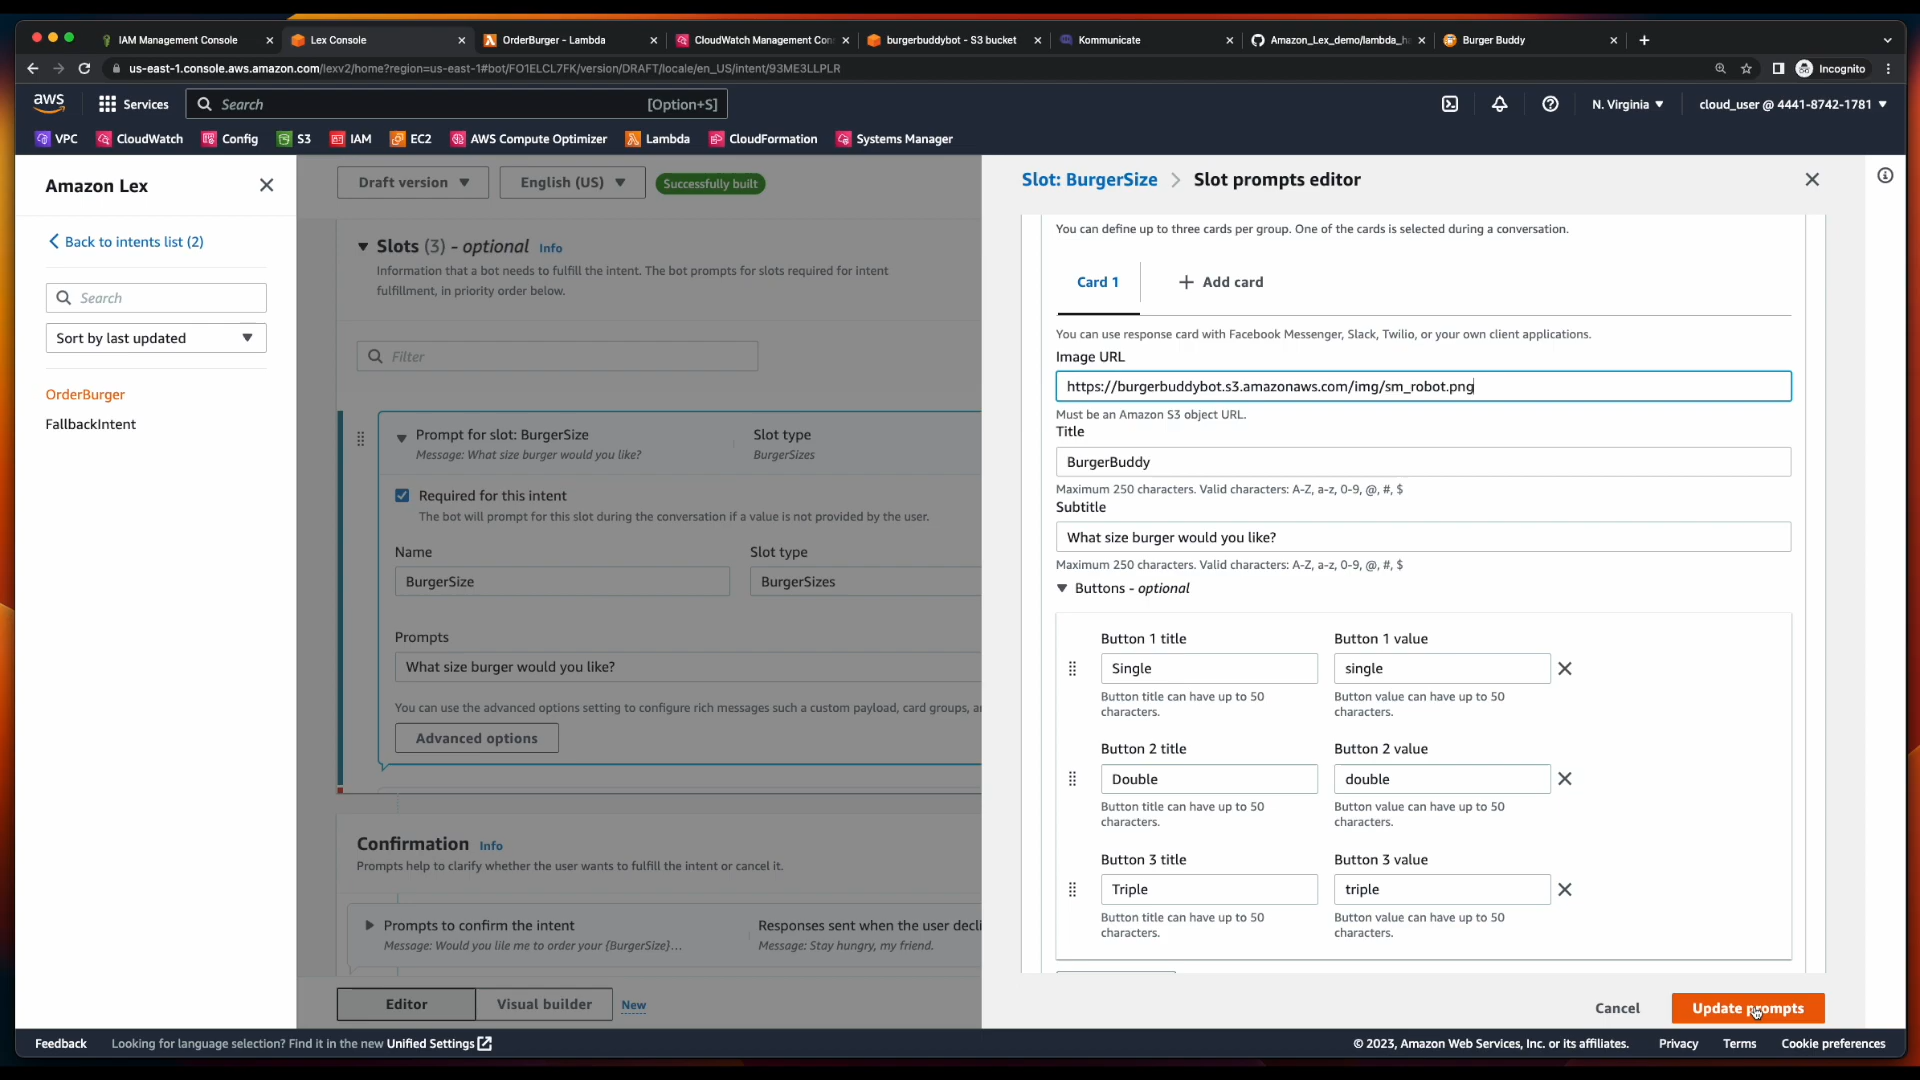 IAM Management Console
Lex Console
OrderBurger - Lambda
CloudWatch Management Con
burgerbuddybot - S3 bucket
Kommunicate
Amazon_Lex_demo/lambda_h
Burger Buddy
us-east-1.console.aws.amazon.com/lexv2/home?region=us-east-1#bot/FO1ELCL7FK/version/DRAFT/locale/en_US/intent/93ME3LLPLR
Incognito
aws
Services
Search
[Option+S]
N. Virginia
cloud_user @ 4441-8742-1781
VPC
CloudWatch
Config
S3
IAM
EC2
AWS Compute Optimizer
Lambda
CloudFormation
Systems Manager
Amazon Lex
Back to intents list (2)
Search
Sort by last updated
OrderBurger
FallbackIntent
Draft version
English (US)
Successfully built
Slots (3) - optional Info
Information that a bot needs to fulfill the intent. The bot prompts for slots required for intent
fulfillment, in priority order below.
Filter
Prompt for slot: BurgerSize
Message: What size burger would you like?
Slot type
BurgerSizes
Required for this intent
The bot will prompt for this slot during the conversation if a value is not provided by the user.
Name
Slot type
BurgerSize
BurgerSizes
Prompts
What size burger would you like?
You can use the advanced options setting to configure rich messages such a custom payload, card groups, a
Advanced options
Confirmation Info
Prompts help to clarify whether the user wants to fulfill the intent or cancel it.
Prompts to confirm the intent
Message: Would you lile me to order your {BurgerSize}...
Responses sent when the user decli
Message: Stay hungry, my friend.
Editor
Visual builder
New
Slot: BurgerSize > Slot prompts editor
You can define up to three cards per group. One of the cards is selected during a conversation.
Card 1
Add card
You can use response card with Facebook Messenger, Slack, Twilio, or your own client applications.
Image URL
https://burgerbuddybot.s3.amazonaws.com/img/sm_robot.png
Must be an Amazon S3 object URL.
Title
BurgerBuddy
Maximum 250 characters. Valid characters: A-Z, a-z, 0-9, @, #, $
Subtitle
What size burger would you like?
Maximum 250 characters. Valid characters: A-Z, a-z, 0-9, @, #, $
Buttons - optional
Button 1 title
Button 1 value
Single
single
Button title can have up to 50
characters.
Button value can have up to 50
characters.
Button 2 title
Button 2 value
Double
double
Button title can have up to 50
characters.
Button value can have up to 50
characters.
Button 3 title
Button 3 value
Triple
triple
Button title can have up to 50
characters.
Button value can have up to 50
characters.
Cancel
Update prompts
Feedback
Looking for language selection? Find it in the new Unified Settings
© 2023, Amazon Web Services, Inc. or its affiliates.
Privacy
Terms
Cookie preferences